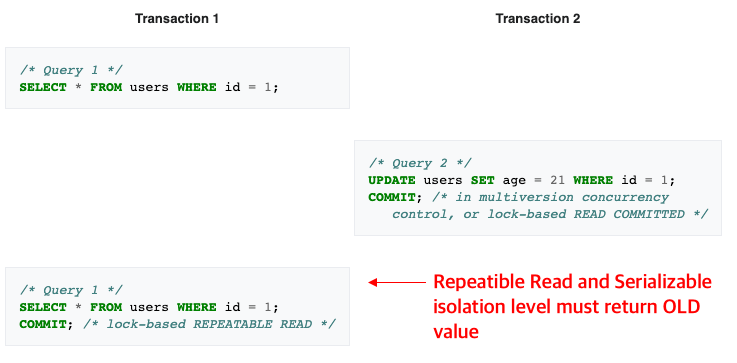 Transaction 1
Transaction 2
/* Query 1 */
SELECT * FROM users WHERE id = 1;
/* Query 2 */
UPDATE users SET age = 21 WHERE id = 1;
COMMIT; /* in multiversion concurrency
control, or lock-based READ COMMITTED */
/* Query 1 */
SELECT * FROM users WHERE id = 1;
COMMIT; /* lock-based REPEATABLE READ */
Repeatible Read and Serializable
isolation level must return OLD
value